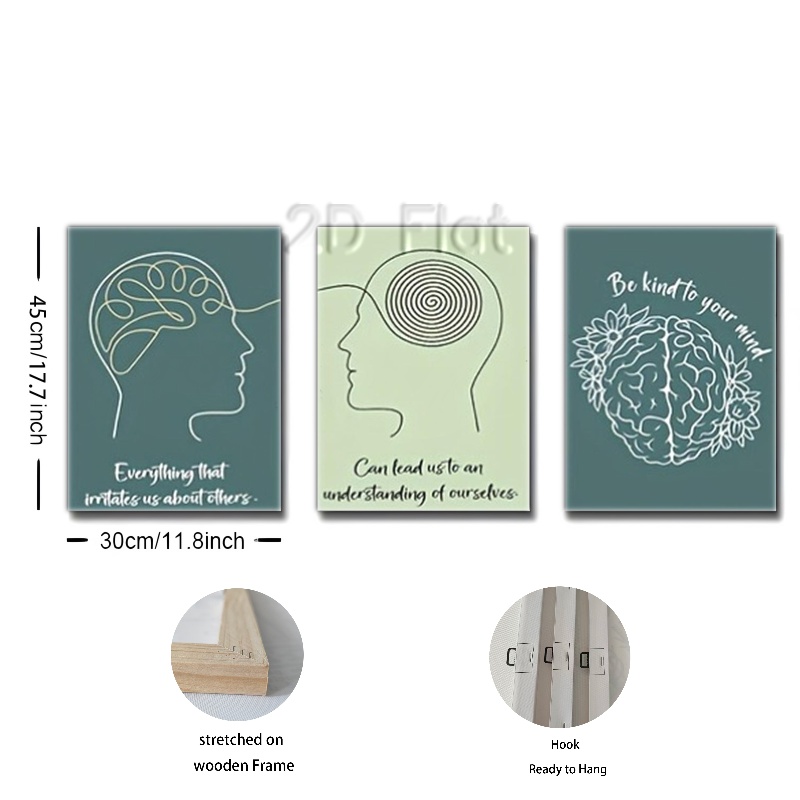 2D Flat
45cm/17.7inch
Everything that
irritates us about others.
Can lead us to an
understanding of ourselves.
Be kind to your mind.
30cm/11.8inch
stretched on
wooden Frame
Hook
Ready to Hang